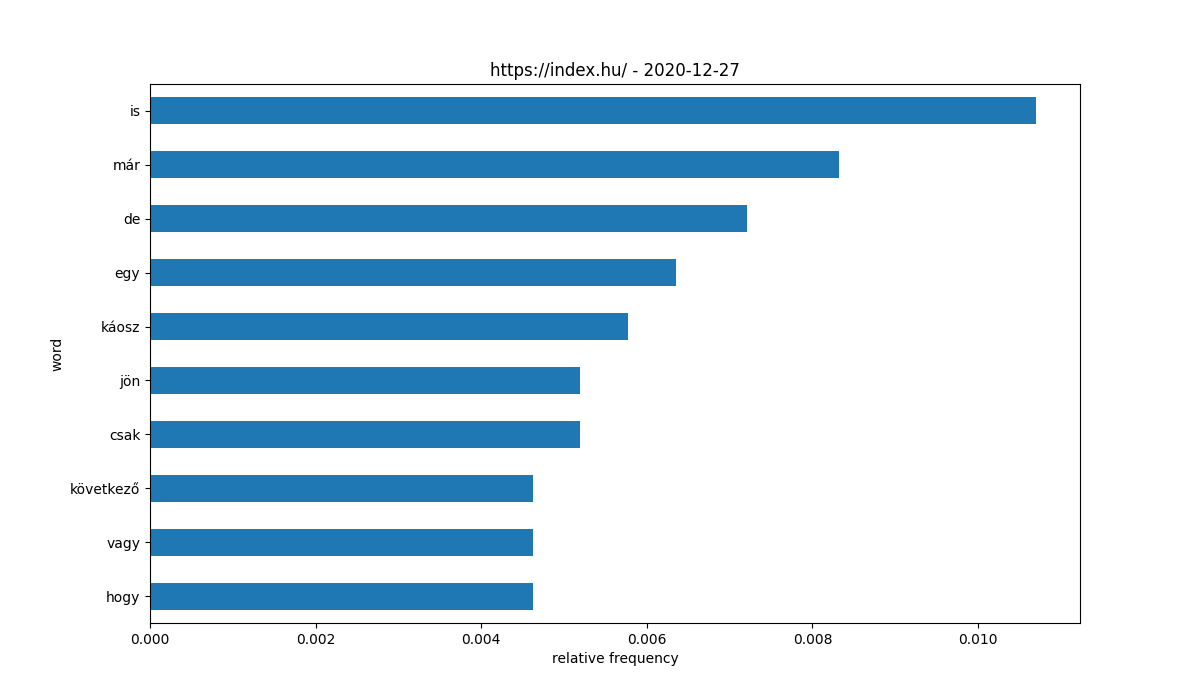 https://index.hu/ - 2020-12-27
is
már
de
egy
káosz
jön
csak
következő
vagy
hogy
word
0.000 0.002 0.004 0.006 0.008 0.010
relative frequency